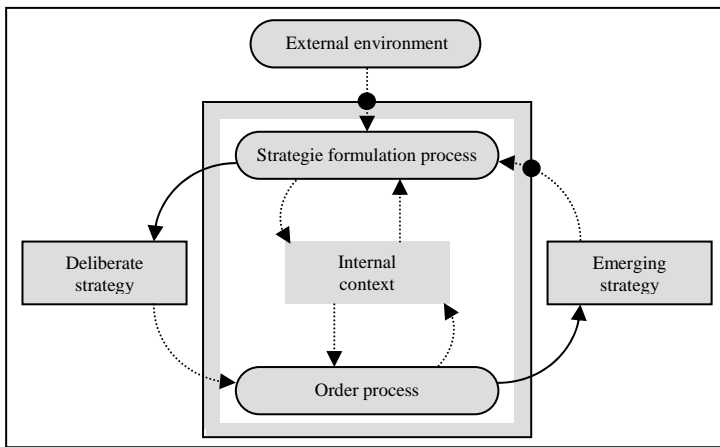 External environment
Strategie formulation process
Deliberate
strategy
Internal
context
Emerging
strategy
Order process